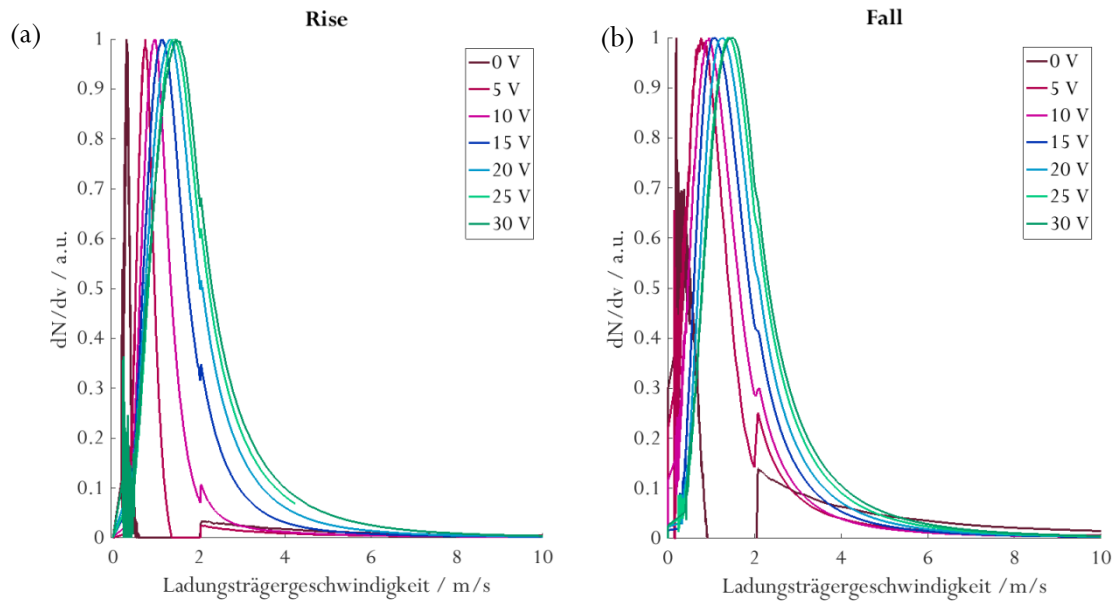 Rise
(a)
1
0.9
0.8
0.7
0.6
0.5
0.4
0.3
0.2
0.1
0
dN/dv / a.u.
0 V
5 V
10 V
15 V
20 V
25 V
30 V
0 2 4 6 8 10
Ladungsträgergeschwindigkeit / m/s
Fall
(b)
1
0.9
0.8
0.7
0.6
0.5
0.4
0.3
0.2
0.1
0
dN/dv / a.u.
0 V
5 V
10 V
15 V
20 V
25 V
30 V
0 2 4 6 8 10
Ladungsträgergeschwindigkeit / m/s